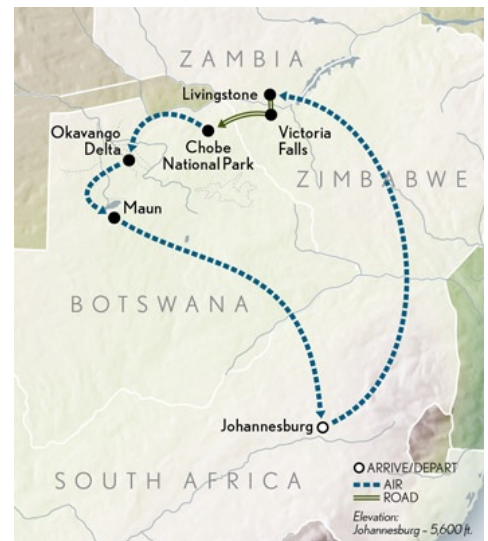 ZAMBIA
Livingstone
Okavango
Delta
Chobe
National Park
Victoria
Falls
ZIMBABWE
Maun
BOTSWANA
Johannesburg
SOUTH AFRICA
ARRIVE/DEPART
AIR
ROAD
Elevation:
Johannesburg – 5,600 ft.